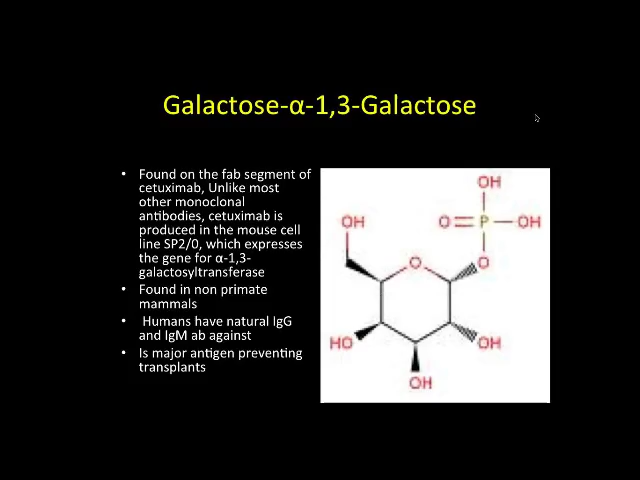 Galactose-α-1,3-Galactose
• Found on the fab segment of
cetuximab, Unlike most
other monoclonal
antibodies, cetuximab is
produced in the mouse cell
line SP2/0, which expresses
the gene for α-1,3-
galactosyltransferase
• Found in non primate
mammals
• Humans have natural IgG
and IgM ab against
• Is major antigen preventing
transplants
OH
OH O=P-OH
O O
HO OH
OH